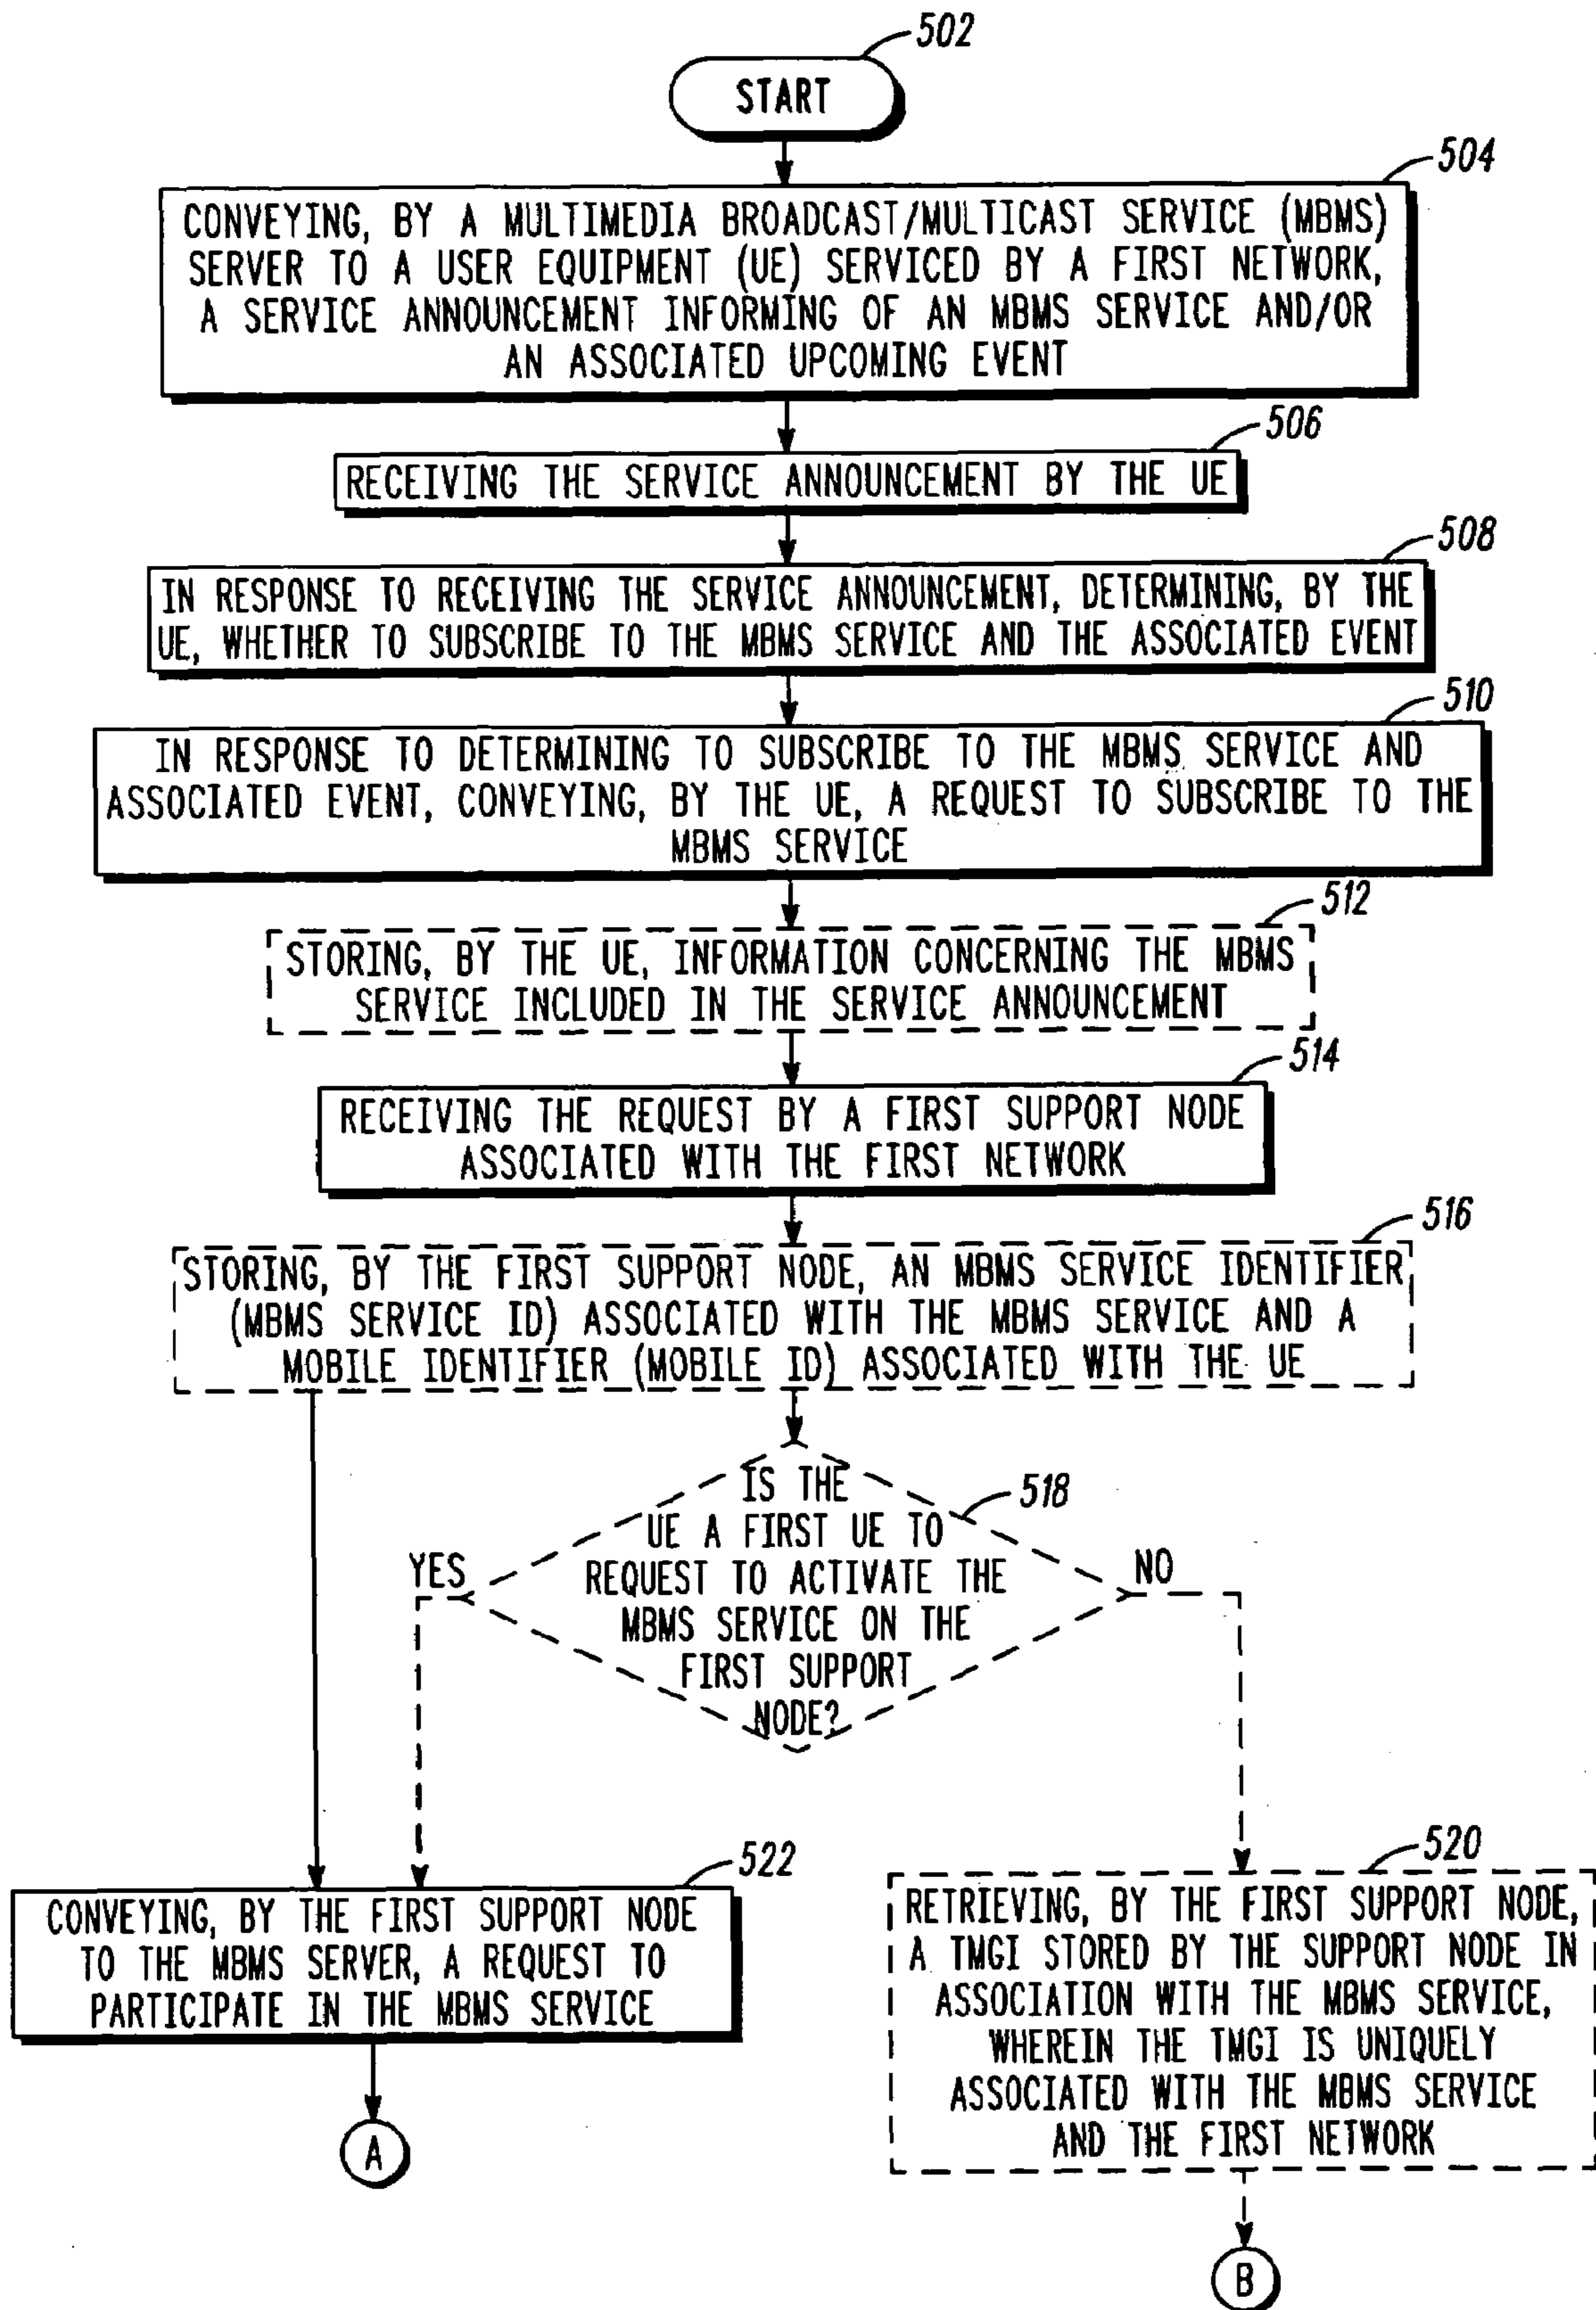 502
START
504
CONVEYING, BY A MULTIMEDIA BROADCAST/MULTICAST SERVICE (MBMS)
SERVER TO A USER EQUIPMENT (UE) SERVICED BY A FIRST NETWORK,
A SERVICE ANNOUNCEMENT INFORMING OF AN MBMS SERVICE AND/OR
AN ASSOCIATED UPCOMING EVENT
506
RECEIVING THE SERVICE ANNOUNCEMENT BY THE UE
508
IN RESPONSE TO RECEIVING THE SERVICE ANNOUNCEMENT, DETERMINING, BY THE
UE, WHETHER TO SUBSCRIBE TO THE MBMS SERVICE AND THE ASSOCIATED EVENT
510
IN RESPONSE TO DETERMINING TO SUBSCRIBE TO THE MBMS SERVICE AND
ASSOCIATED EVENT, CONVEYING, BY THE UE, A REQUEST TO SUBSCRIBE TO THE
MBMS SERVICE
512
STORING, BY THE UE, INFORMATION CONCERNING THE MBMS
SERVICE INCLUDED IN THE SERVICE ANNOUNCEMENT
514
RECEIVING THE REQUEST BY A FIRST SUPPORT NODE
ASSOCIATED WITH THE FIRST NETWORK
516
STORING, BY THE FIRST SUPPORT NODE, AN MBMS SERVICE IDENTIFIER
(MBMS SERVICE ID) ASSOCIATED WITH THE MBMS SERVICE AND A
MOBILE IDENTIFIER (MOBILE ID) ASSOCIATED WITH THE UE
518
IS THE
UE A FIRST UE TO
REQUEST TO ACTIVATE THE
MBMS SERVICE ON THE
FIRST SUPPORT
NODE?
YES
NO
522
CONVEYING, BY THE FIRST SUPPORT NODE
TO THE MBMS SERVER, A REQUEST TO
PARTICIPATE IN THE MBMS SERVICE
A
520
RETRIEVING, BY THE FIRST SUPPORT NODE,
A TMGI STORED BY THE SUPPORT NODE IN
ASSOCIATION WITH THE MBMS SERVICE,
WHEREIN THE TMGI IS UNIQUELY
ASSOCIATED WITH THE MBMS SERVICE
AND THE FIRST NETWORK
B